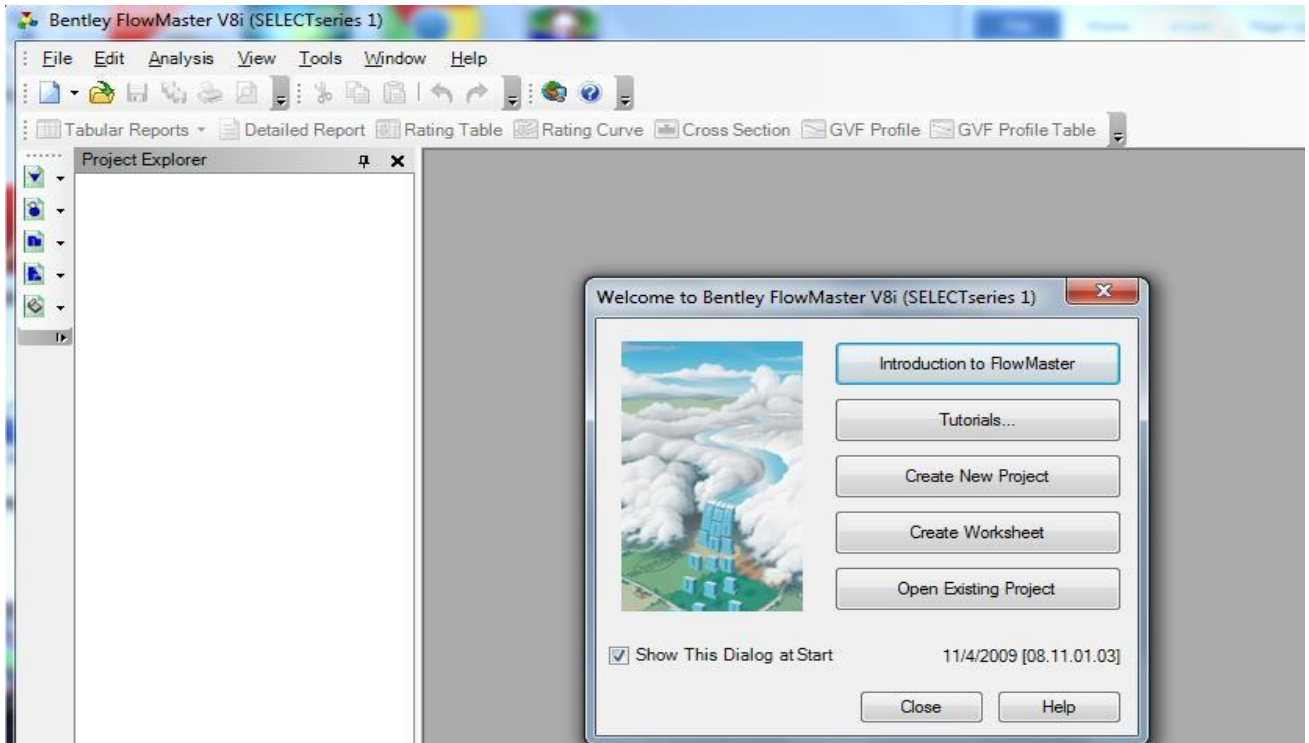 Bentley FlowMaster V8i (SELECTseries 1)
File Edit Analysis View Tools Window Help
Tabular Reports Detailed Report Rating Table Rating Curve Cross Section GVF Profile GVF Profile Table
Project Explorer
Welcome to Bentley FlowMaster V8i (SELECTseries 1)
Introduction to FlowMaster
Tutorials...
Create New Project
Create Worksheet
Open Existing Project
Show This Dialog at Start 11/4/2009 [08.11.01.03]
Close Help